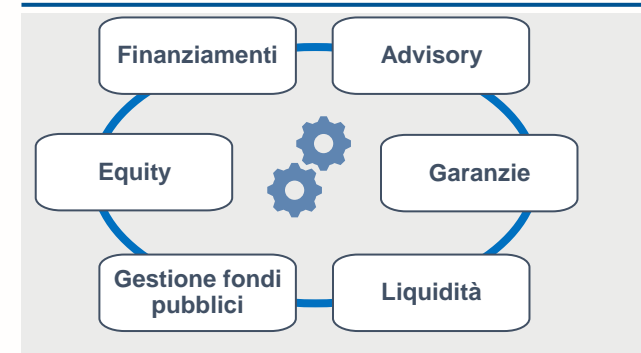 Finanziamenti
Advisory
Equity
Garanzie
Gestione fondi
pubblici
Liquidità